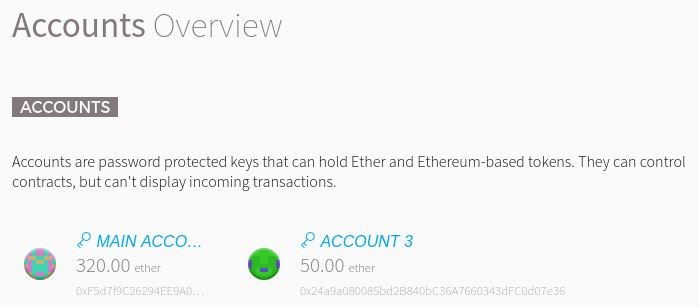 Accounts Overview
ACCOUNTS
Accounts are password protected keys that can hold Ether and Ethereum-based tokens. They can control
contracts, but can't display incoming transactions.
MAIN ACCO...
320.00 ether
0xF5d7f9C26294EE9A0...
ACCOUNT 3
50.00 ether
0x24a9a080085bd2B840bC36A7660343dFC0d07e36